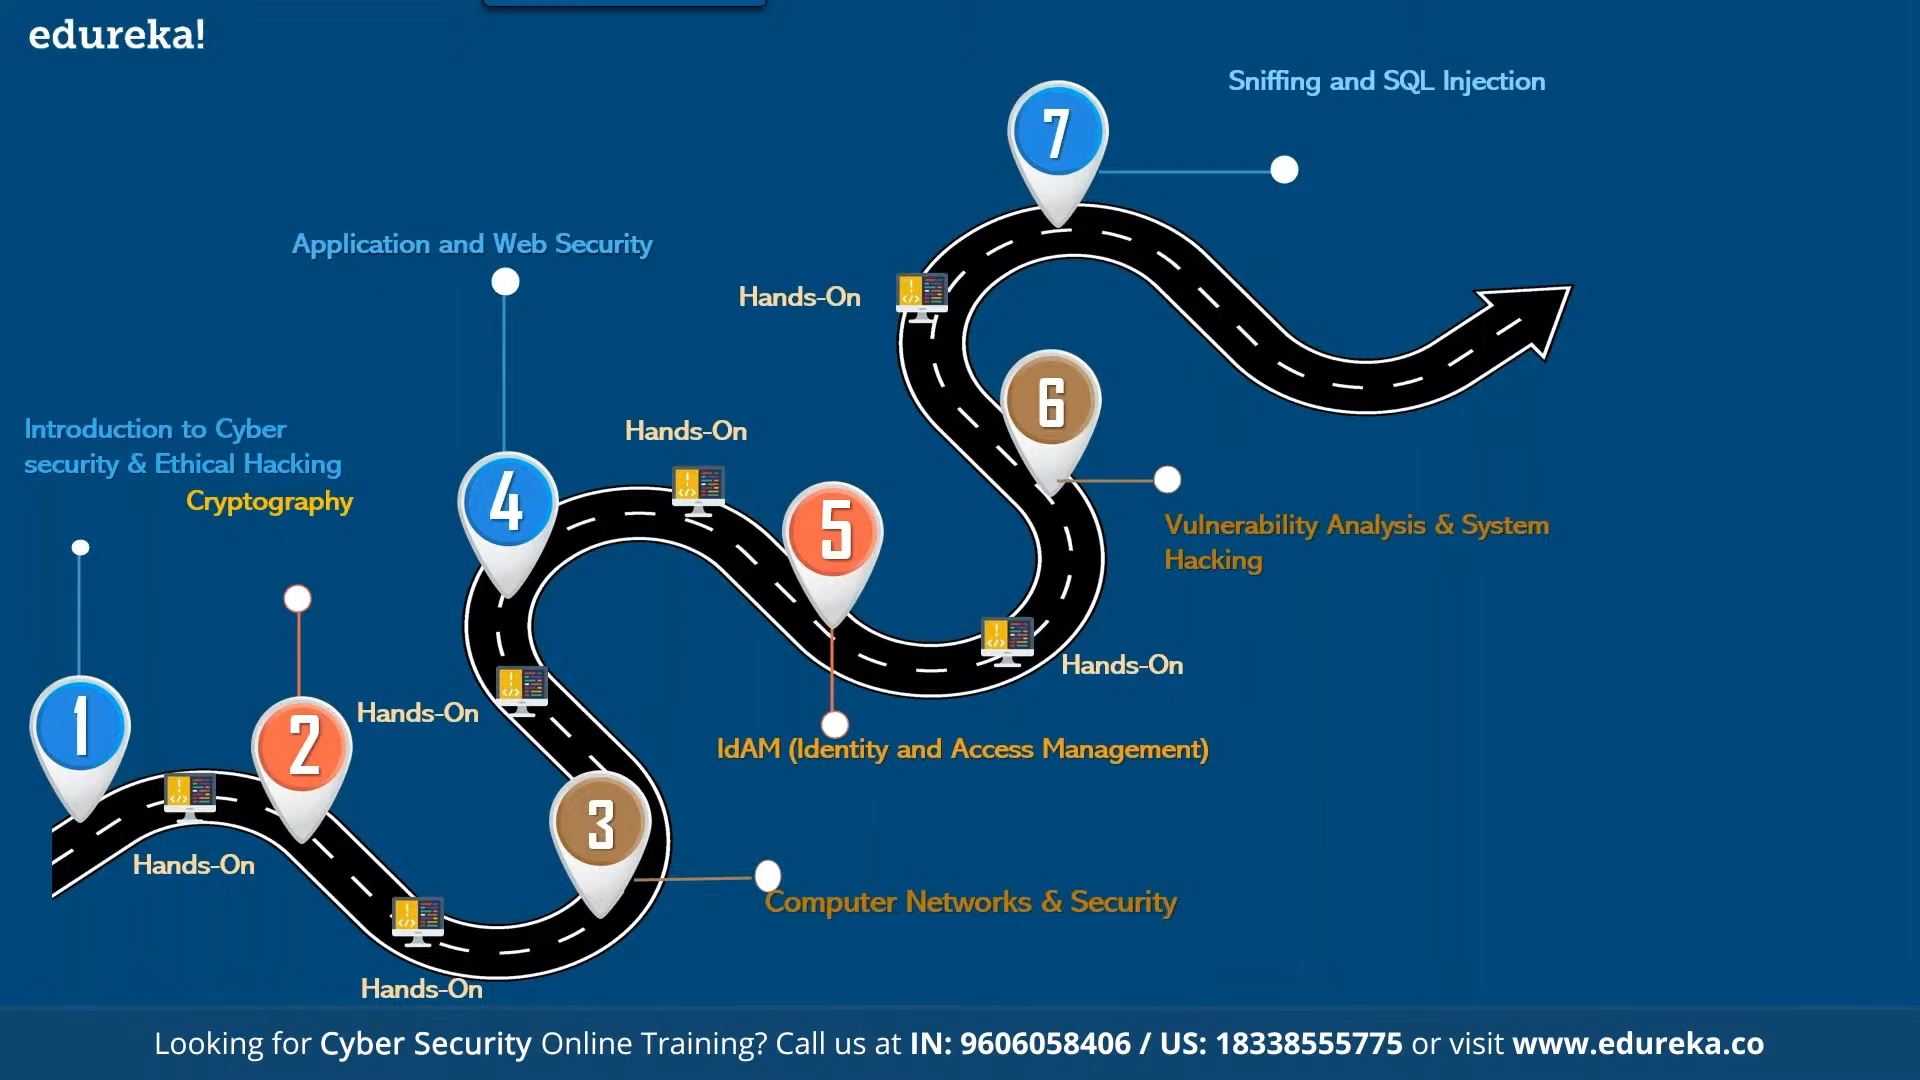 edureka!
Sniffing and SQL Injection
7
Application and Web Security
Hands-On
6
Introduction to Cyber
security & Ethical Hacking
Cryptography
Hands-On
4
5
Vulnerability Analysis & System
Hacking
Hands-On
1
2
Hands-On
IdAM (Identity and Access Management)
3
Hands-On
Computer Networks & Security
Hands-On
Looking for Cyber Security Online Training? Call us at IN: 9606058406 / US: 18338555775 or visit www.edureka.co